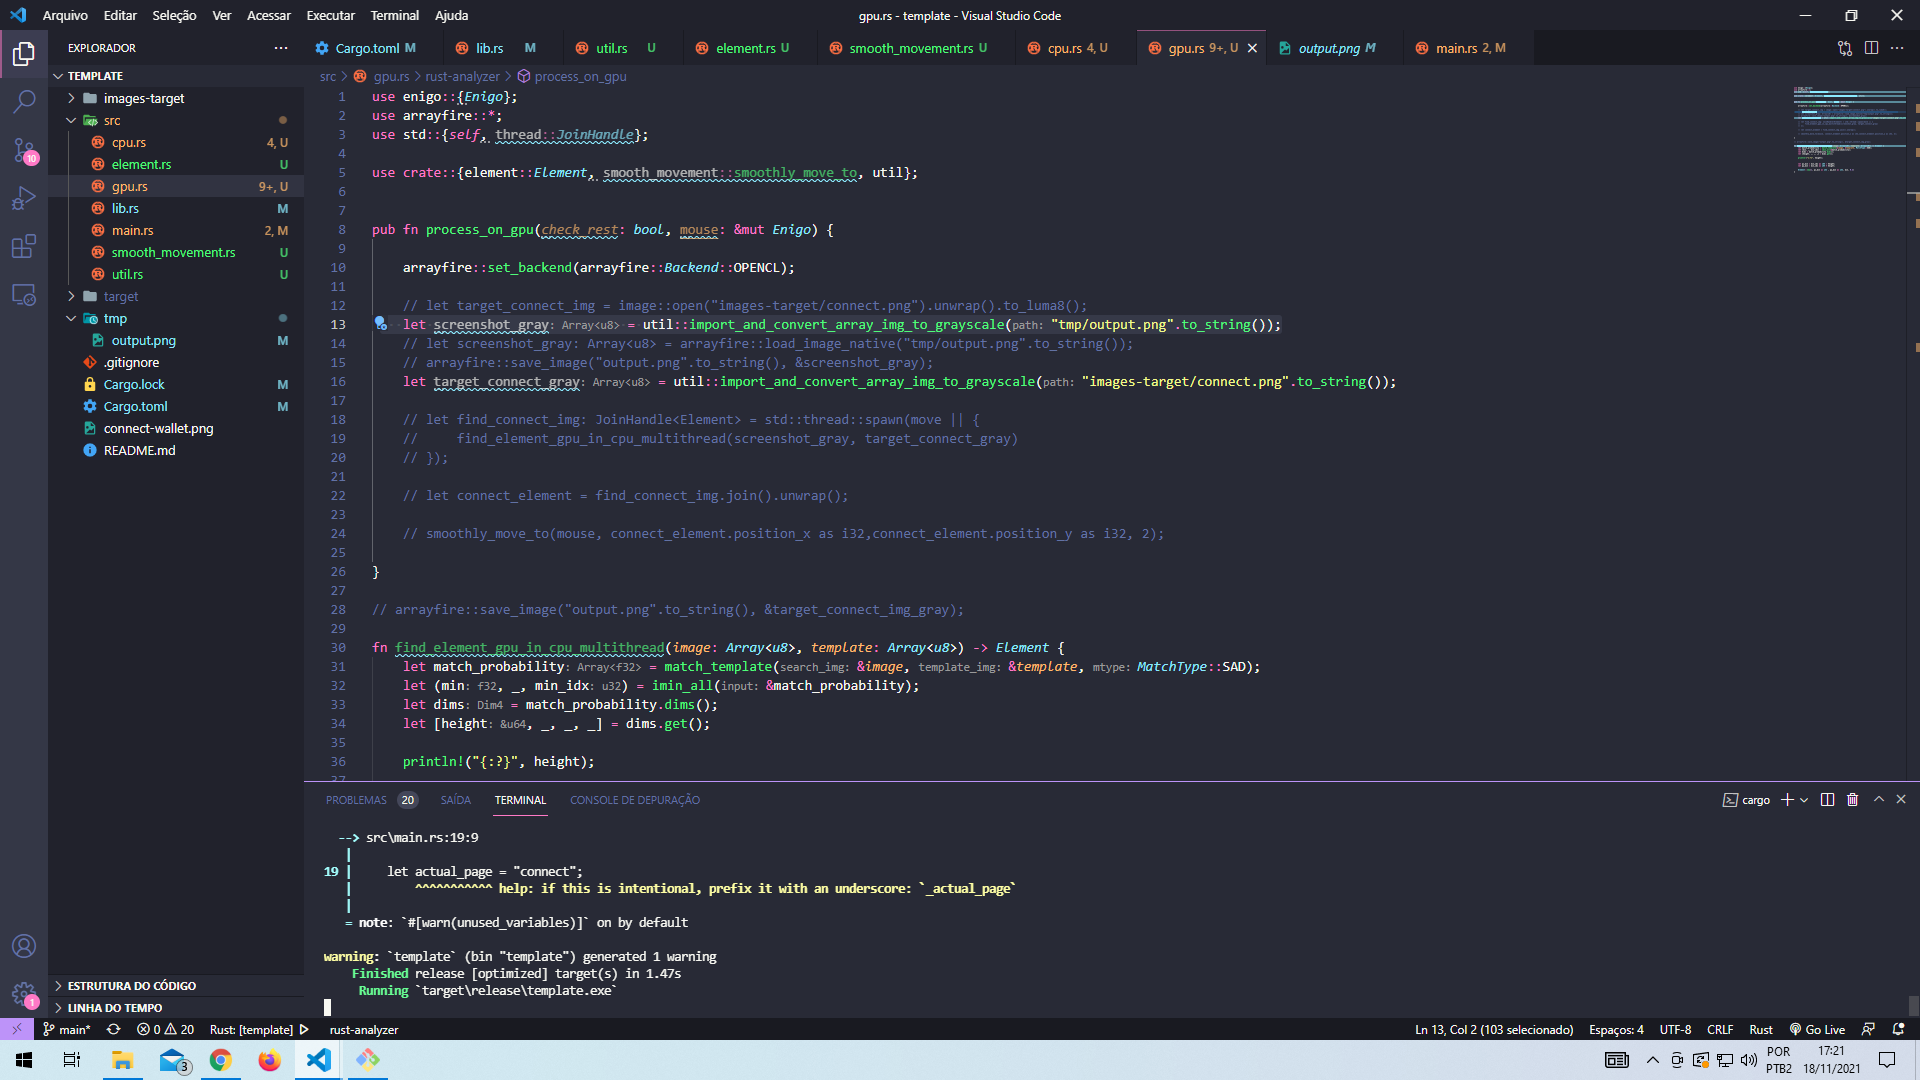 Arquivo Editar Seleção Ver Acessar Executar Terminal Ajuda
gpu.rs - template - Visual Studio Code
EXPLORADOR
Cargo.toml M
lib.rs M
util.rs U
element.rs U
smooth_movement.rs U
cpu.rs 4, U
gpu.rs 9+, U
output.png M
main.rs 2, M
TEMPLATE
images-target
src
cpu.rs 4, U
element.rs U
gpu.rs 9+, U
lib.rs M
main.rs 2, M
smooth_movement.rs U
util.rs U
target
tmp
output.png M
.gitignore
Cargo.lock M
Cargo.toml M
connect-wallet.png
README.md
10
1
ESTRUTURA DO CÓDIGO
LINHA DO TEMPO
src > gpu.rs > rust-analyzer > process_on_gpu
1 use enigo::{Enigo};
2 use arrayfire::*;
3 use std::{self, thread::JoinHandle};
4
5 use crate::{element::Element, smooth_movement::smoothly_move_to, util};
6
7
8 pub fn process_on_gpu(check_rest: bool, mouse: &mut Enigo) {
9
10 arrayfire::set_backend(arrayfire::Backend::OPENCL);
11
12 // let target_connect_img = image::open("images-target/connect.png").unwrap().to_luma8();
13 let screenshot_gray: Array<u8> = util::import_and_convert_array_img_to_grayscale(path: "tmp/output.png".to_string());
14 // let screenshot_gray: Array<u8> = arrayfire::load_image_native("tmp/output.png".to_string());
15 // arrayfire::save_image("output.png".to_string(), &screenshot_gray);
16 let target_connect_gray: Array<u8> = util::import_and_convert_array_img_to_grayscale(path: "images-target/connect.png".to_string());
17
18 // let find_connect_img: JoinHandle<Element> = std::thread::spawn(move || {
19 // find_element_gpu_in_cpu_multithread(screenshot_gray, target_connect_gray)
20 // });
21
22 // let connect_element = find_connect_img.join().unwrap();
23
24 // smoothly_move_to(mouse, connect_element.position_x as i32,connect_element.position_y as i32, 2);
25
26 }
27
28 // arrayfire::save_image("output.png".to_string(), &target_connect_img_gray);
29
30 fn find_element_gpu_in_cpu_multithread(image: Array<u8>, template: Array<u8>) -> Element {
31 let match_probability: Array<f32> = match_template(search_img: &image, template_img: &template, mtype: MatchType::SAD);
32 let (min: f32, _, min_idx: u32) = imin_all(input: &match_probability);
33 let dims: Dim4 = match_probability.dims();
34 let [height: &u64, _, _, _] = dims.get();
35
36 println!("{:?}", height);
37
PROBLEMAS 20 SAÍDA TERMINAL CONSOLE DE DEPURAÇÃO
cargo
--> src\main.rs:19:9
|
19 | let actual_page = "connect";
| ^^^^^^^^^^^ help: if this is intentional, prefix it with an underscore: `_actual_page`
|
= note: `#[warn(unused_variables)]` on by default
warning: `template` (bin "template") generated 1 warning
Finished release [optimized] target(s) in 1.47s
Running `target\release\template.exe`
main* 0 20 Rust: [template] rust-analyzer
Ln 13, Col 2 (103 selecionado) Espaços: 4 UTF-8 CRLF Rust Go Live
3
POR
PTB2
17:21
18/11/2021